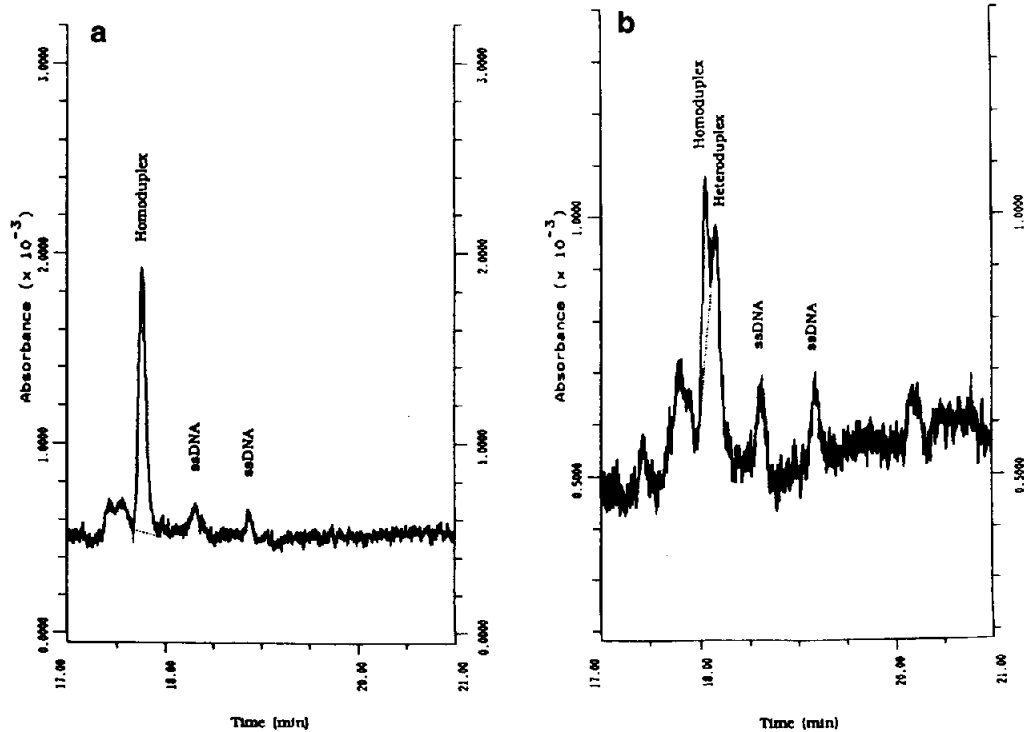 a
3.0000
2.0000
1.0000
0.0000
Absorbance (× 10⁻³)
Homoduplex
ssDNA
ssDNA
3.0000
2.0000
1.0000
0.0000
17.00
18.00
20.00
21.00
Time (min)
b
1.0000
0.5000
Absorbance (× 10⁻³)
Homoduplex
Heteroduplex
ssDNA
ssDNA
1.0000
0.5000
17.00
18.00
20.00
21.00
Time (min)